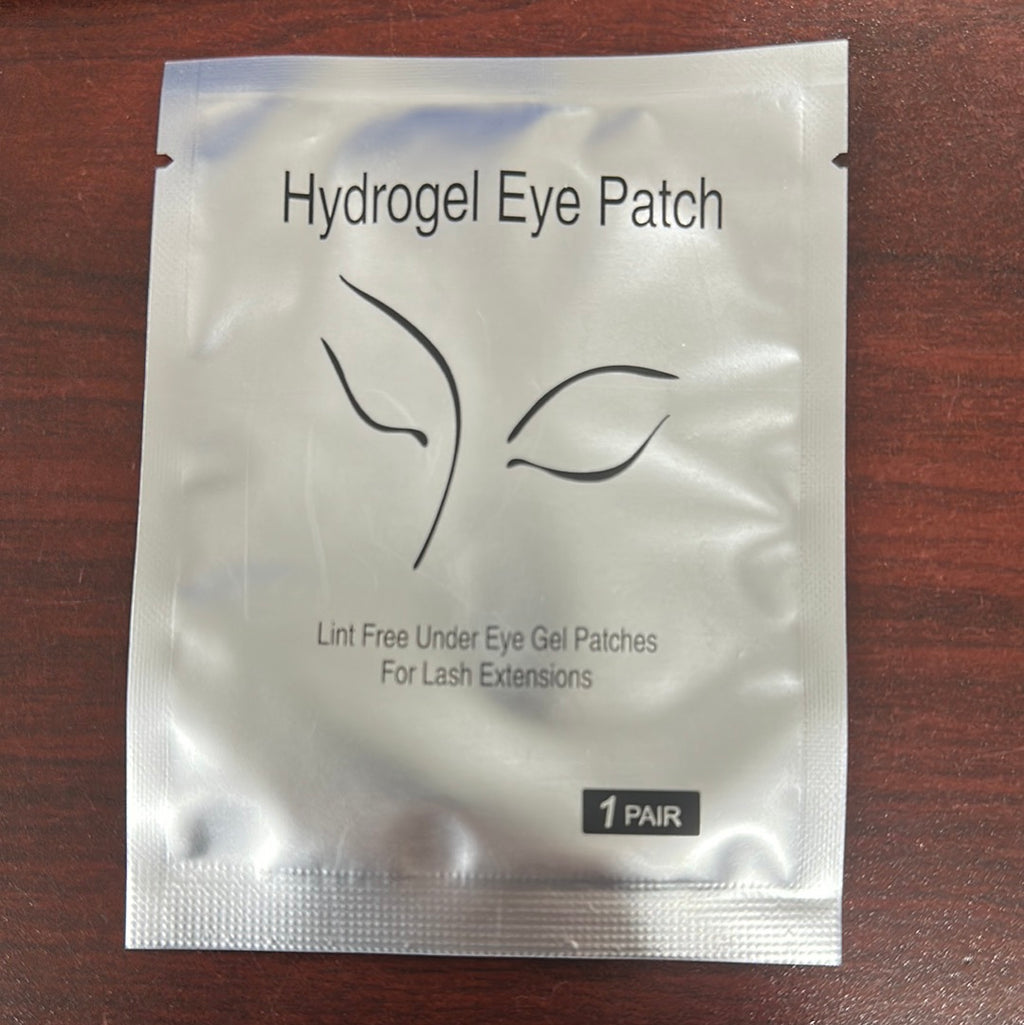 Hydrogel Eye Patch
Lint Free Under Eye Gel Patches
For Lash Extensions
1 PAIR